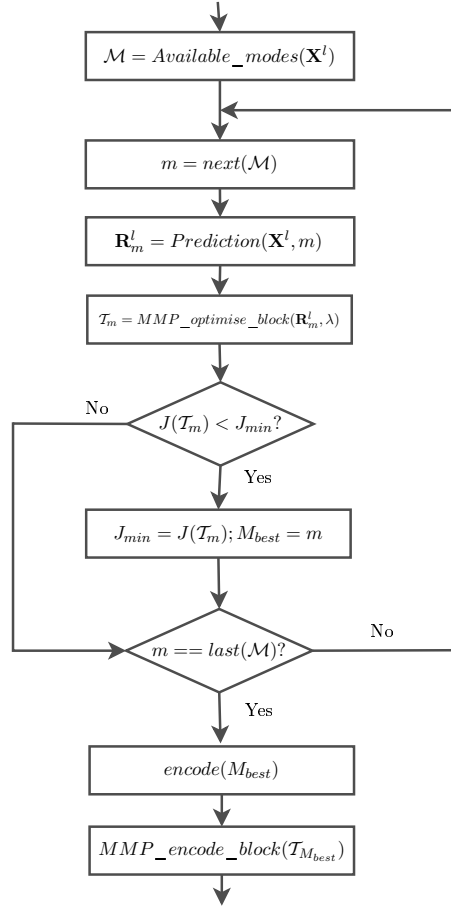 ℳ = Available_modes(𝐗^l)
m = next(ℳ)
𝐑^l_m = Prediction(𝐗^l, m)
𝒯_m = MMP_optimise_block(𝐑^l_m, λ)
No
J(𝒯_m) < J_min?
Yes
J_min = J(𝒯_m); M_best = m
No
m == last(ℳ)?
Yes
encode(M_best)
MMP_encode_block(𝒯_{M_best})